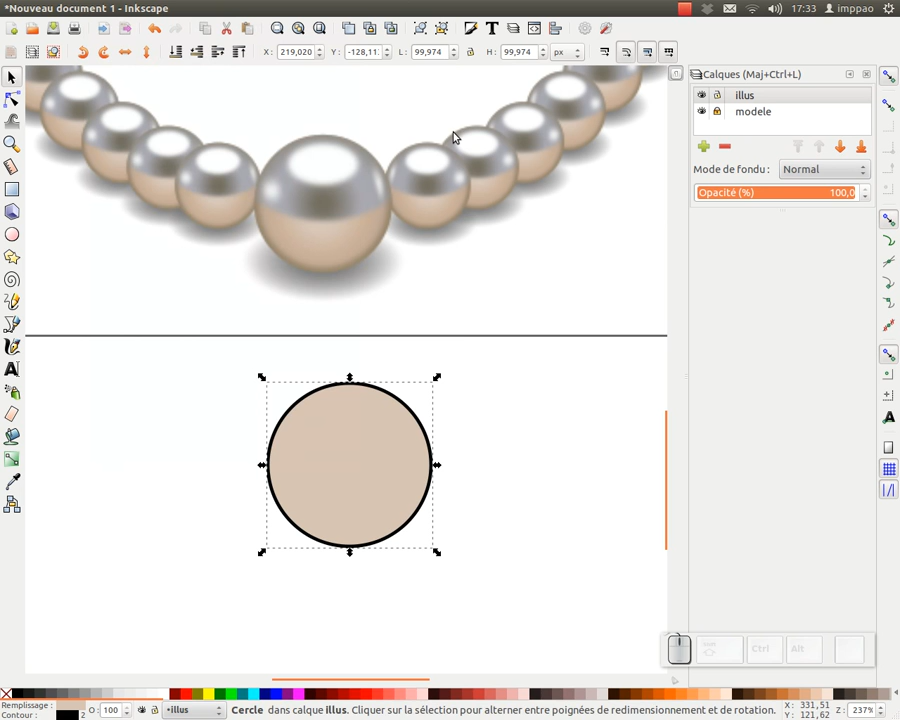 *Nouveau document 1 - Inkscape
17:33
imppao
X: 219,020
Y: -128,11
L: 99,974
H: 99,974
px
Calques (Maj+Ctrl+L)
illus
modele
Mode de fondu :
Normal
Opacité (%)
100,0
Ctrl
Alt
Remplissage :
Contour :
2
O:
100
•illus
Cercle dans calque illus. Cliquer sur la sélection pour alterner entre poignées de redimensionnement et de rotation.
X: 331,51
Y: 121,62
Z:
237%